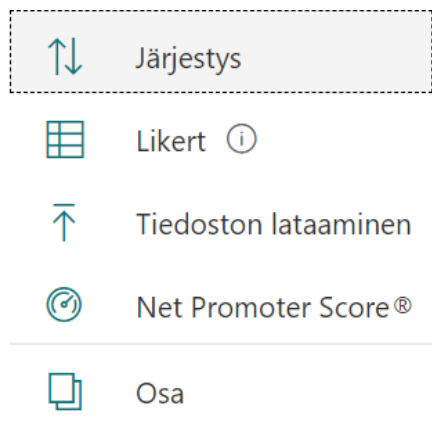 Järjestys
Likert
Tiedoston lataaminen
Net Promoter Score®
Osa